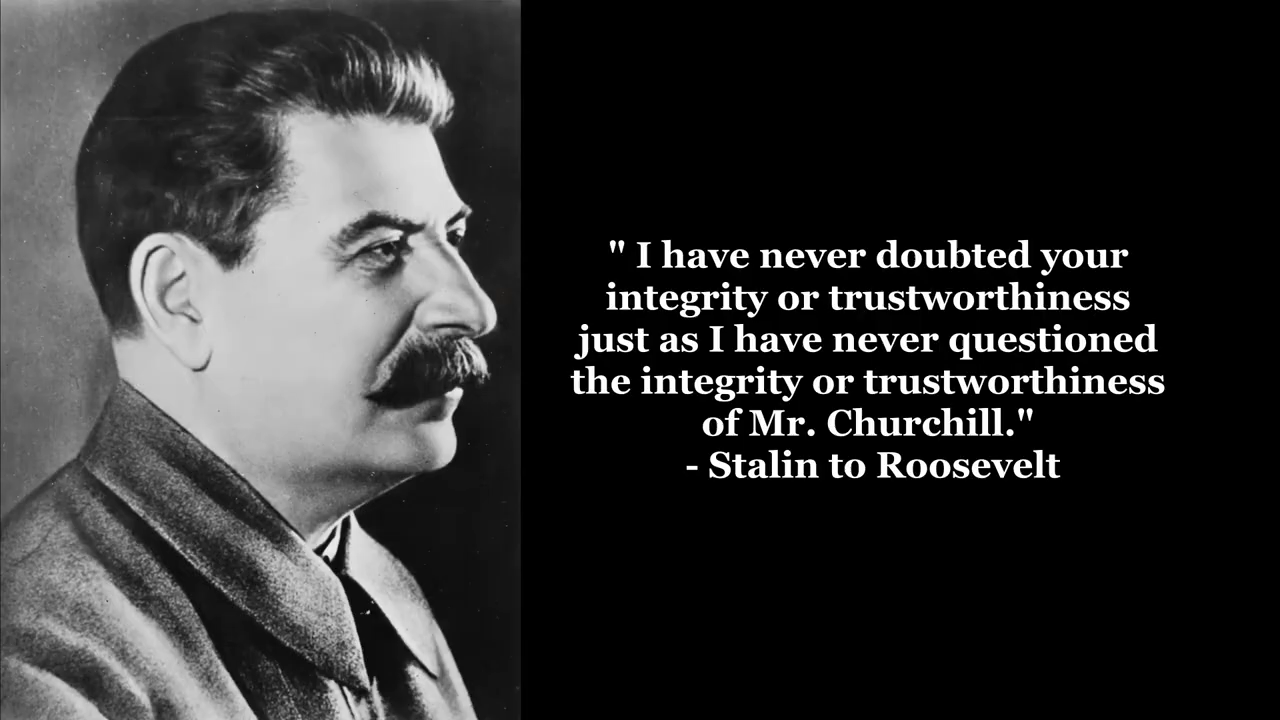 " I have never doubted your
integrity or trustworthiness
just as I have never questioned
the integrity or trustworthiness
of Mr. Churchill."
- Stalin to Roosevelt